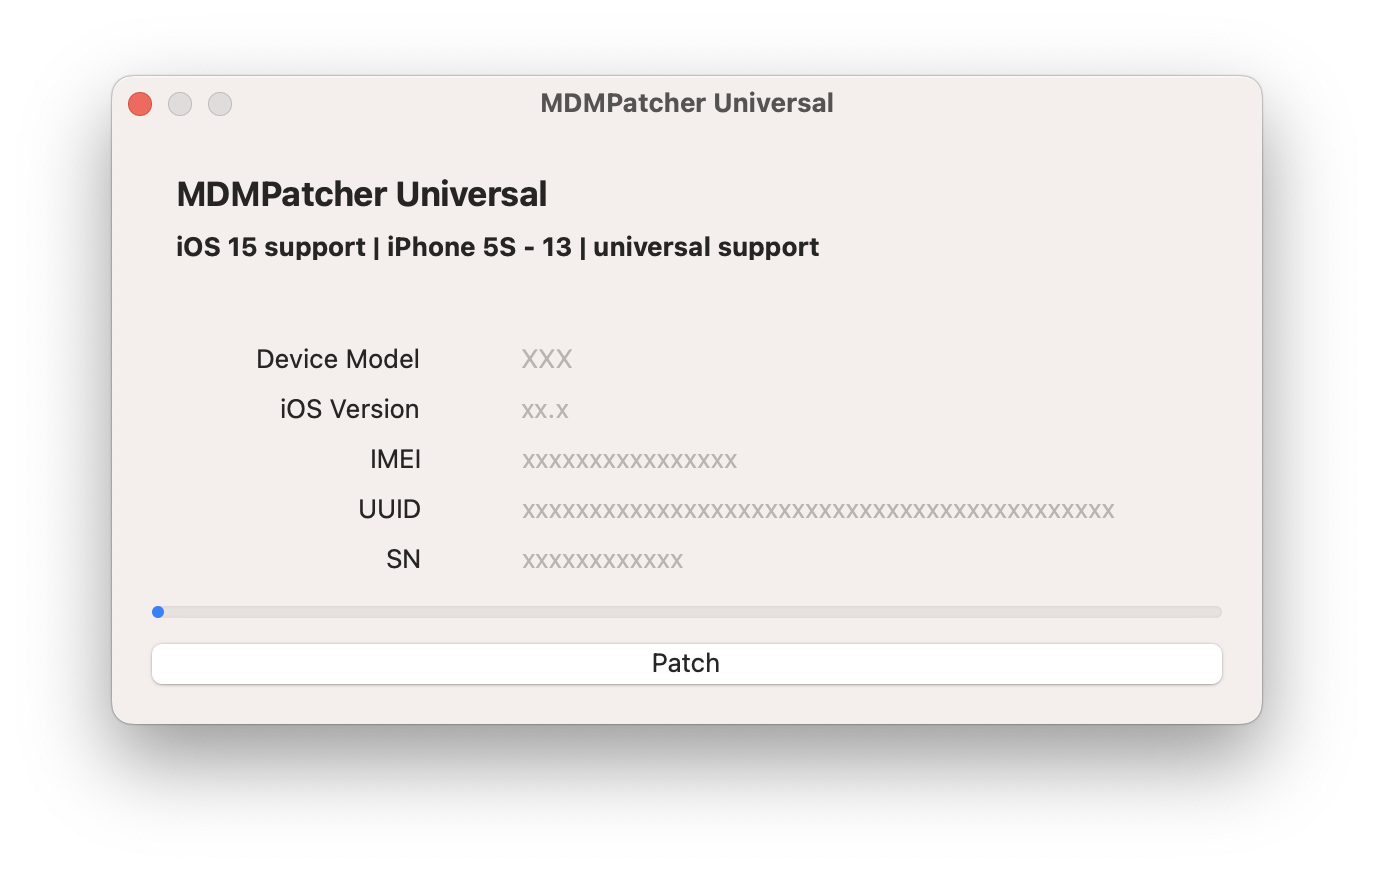 MDMPatcher Universal
MDMPatcher Universal
iOS 15 support | iPhone 5S - 13 | universal support
Device Model XXX
iOS Version xx.x
IMEI xxxxxxxxxxxxxxxx
UUID xxxxxxxxxxxxxxxxxxxxxxxxxxxxxxxxxxxxxxxxxxxx
SN xxxxxxxxxxxx
Patch